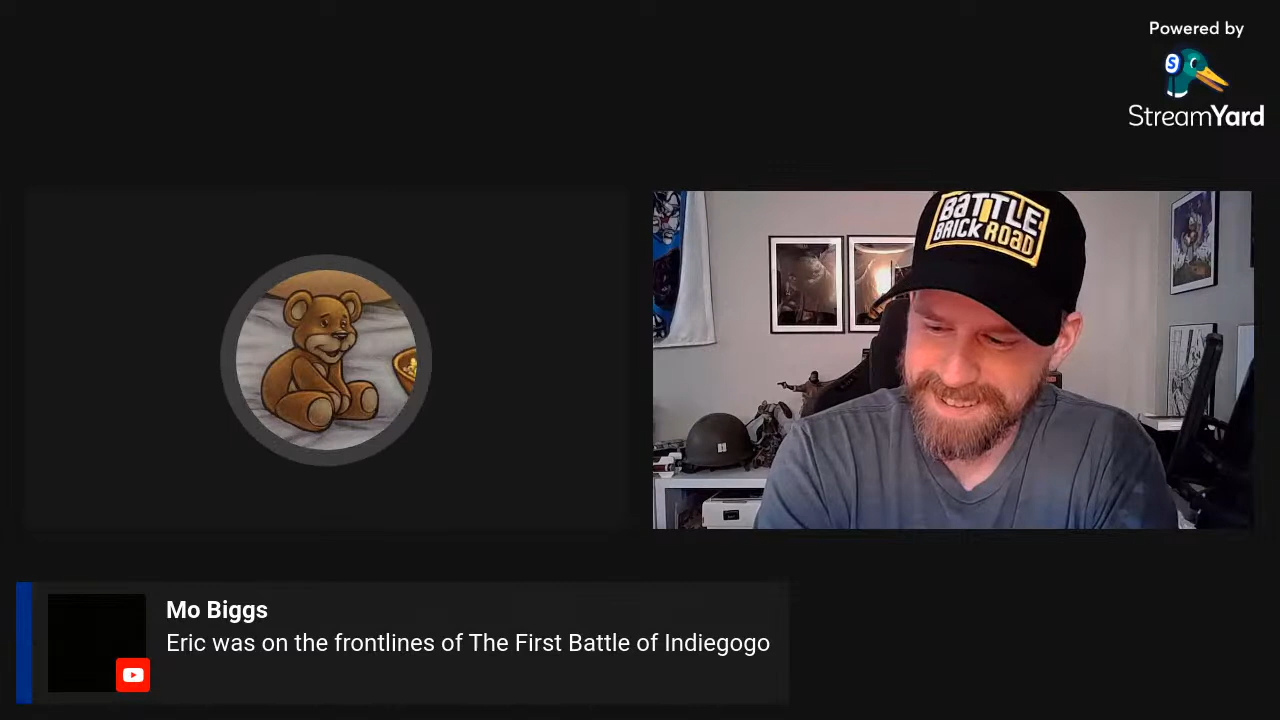 Powered by
S
StreamYard
BATTLE
BRICK ROAD
Mo Biggs
Eric was on the frontlines of The First Battle of Indiegogo